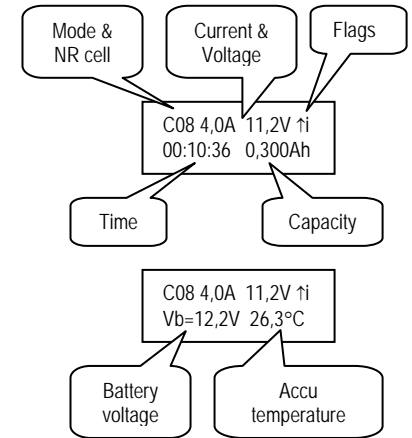 Mode &
NR cell
Current &
Voltage
Flags
C08 4,0A 11,2V ↑i
00:10:36 0,300Ah
Time
Capacity
C08 4,0A 11,2V ↑i
Vb=12,2V 26,3°C
Battery
voltage
Accu
temperature